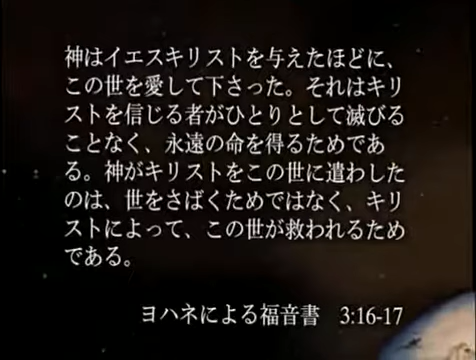 神はイエスキリストを与えたほどに、
この世を愛して下さった。それはキリ
ストを信じる者がひとりとして滅びる
ことなく、永遠の命を得るためであ
る。神がキリストをこの世に遣わした
のは、世をさばくためではなく、キリ
ストによって、この世が救われるため
である。
ヨハネによる福音書 3:16-17